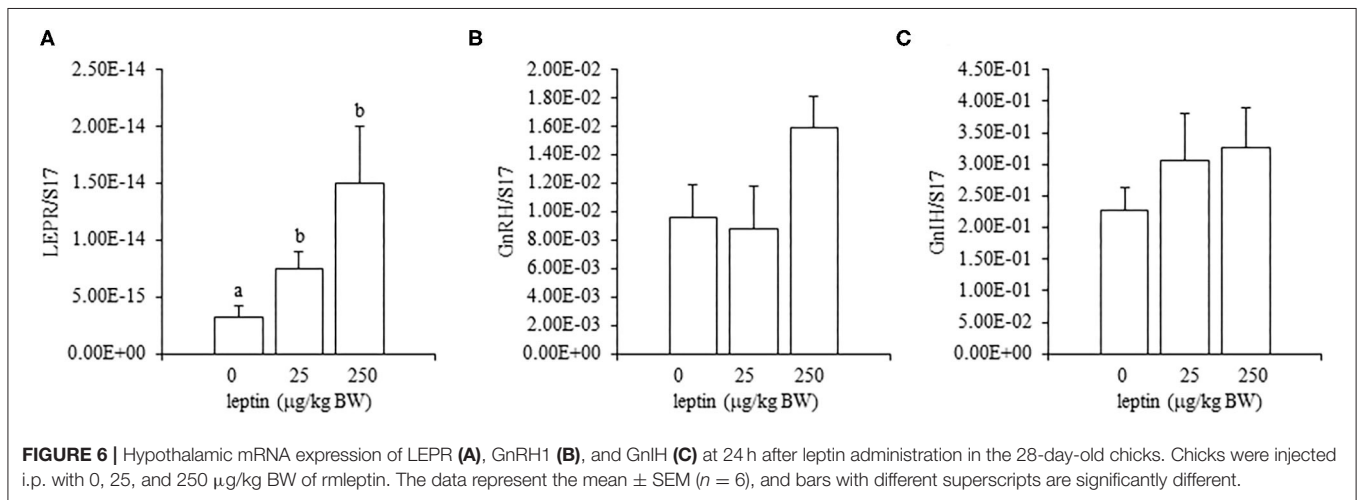 A
2.50E-14
2.00E-14
1.50E-14
1.00E-14
5.00E-15
0.00E+00
LEPR/S17
a
b
b
0 25 250
leptin (μg/kg BW)
B
2.00E-02
1.80E-02
1.60E-02
1.40E-02
1.20E-02
1.00E-02
8.00E-03
6.00E-03
4.00E-03
2.00E-03
0.00E+00
GnRH/S17
0 25 250
leptin (μg/kg BW)
C
4.50E-01
4.00E-01
3.50E-01
3.00E-01
2.50E-01
2.00E-01
1.50E-01
1.00E-01
5.00E-02
0.00E+00
GnIH/S17
0 25 250
leptin (μg/kg BW)
FIGURE 6 | Hypothalamic mRNA expression of LEPR (A), GnRH1 (B), and GnIH (C) at 24 h after leptin administration in the 28-day-old chicks. Chicks were injected
i.p. with 0, 25, and 250 μg/kg BW of rmleptin. The data represent the mean ± SEM (n = 6), and bars with different superscripts are significantly different.